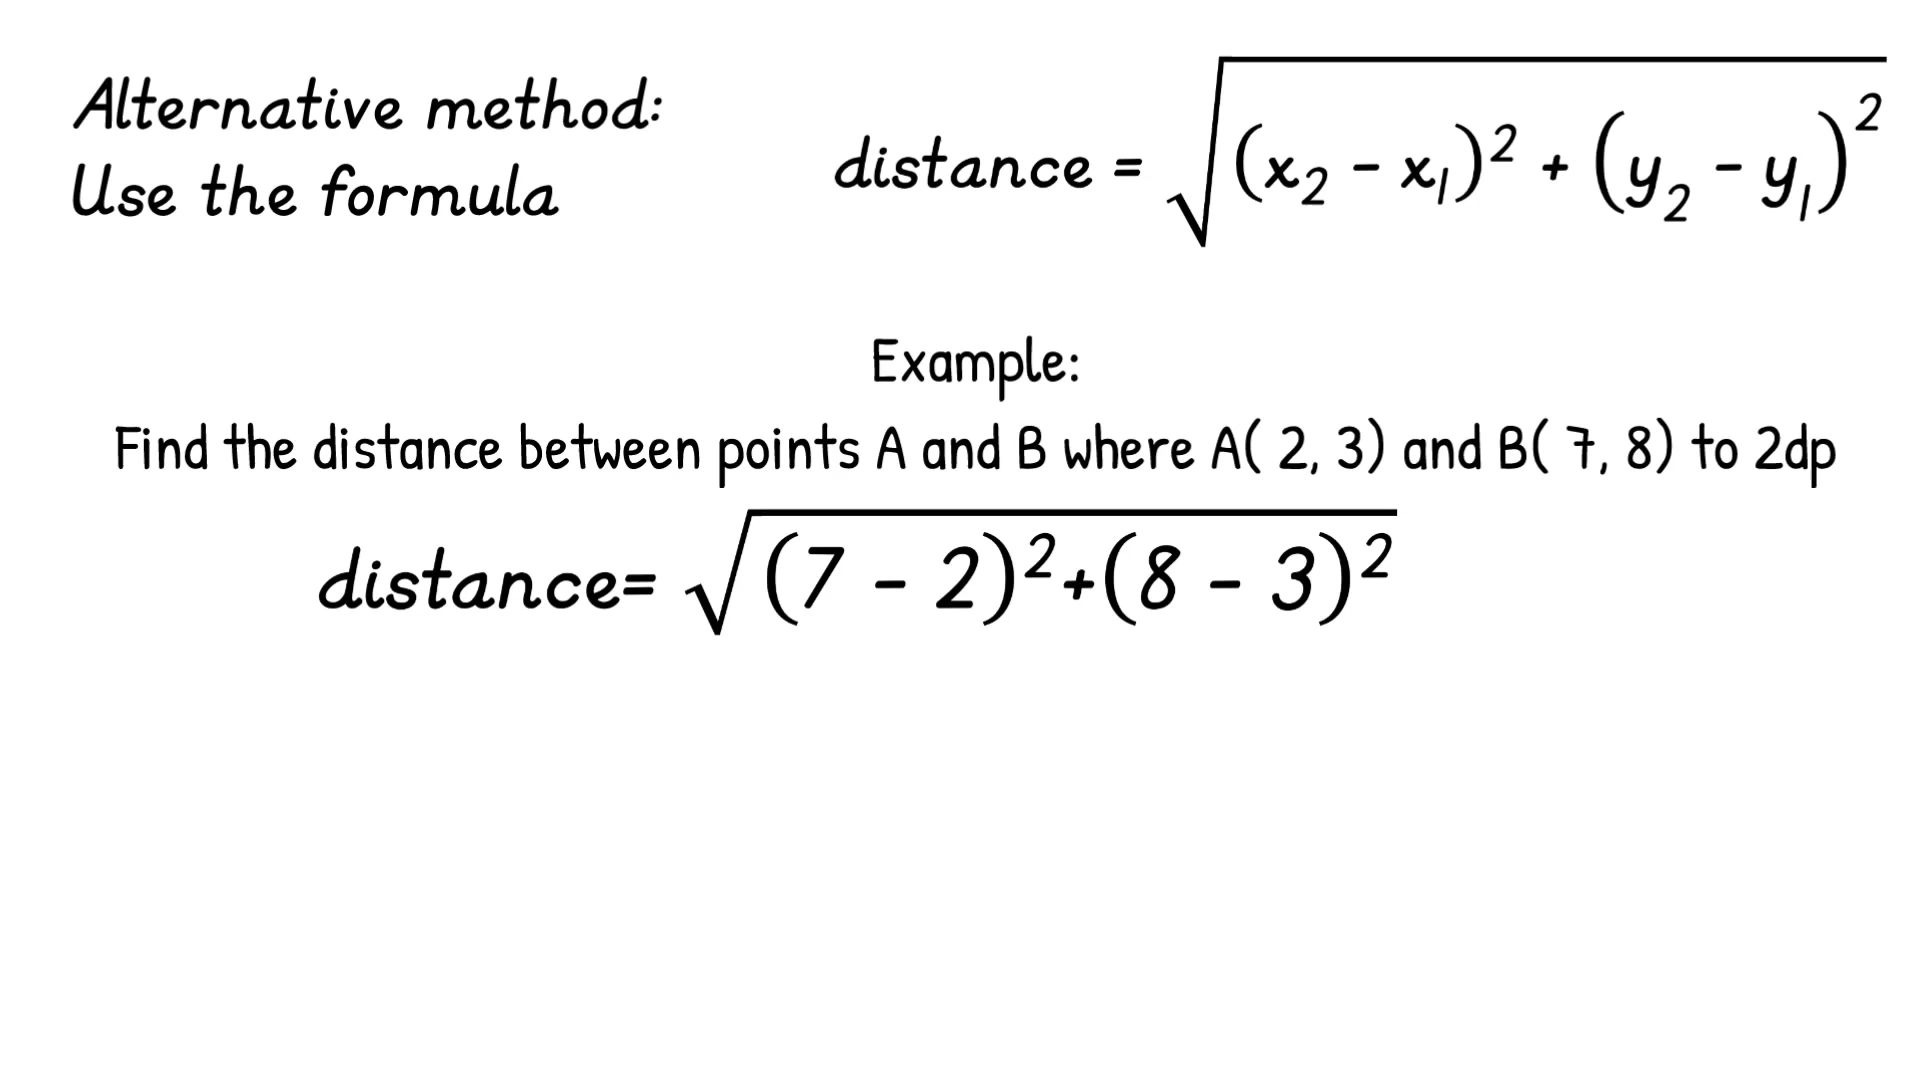 Alternative method:
Use the formula
distance = √(x₂ - x₁)² + (y₂ - y₁)²
Example:
Find the distance between points A and B where A( 2, 3) and B( 7, 8) to 2dp
distance= √(7 - 2)²+(8 - 3)²